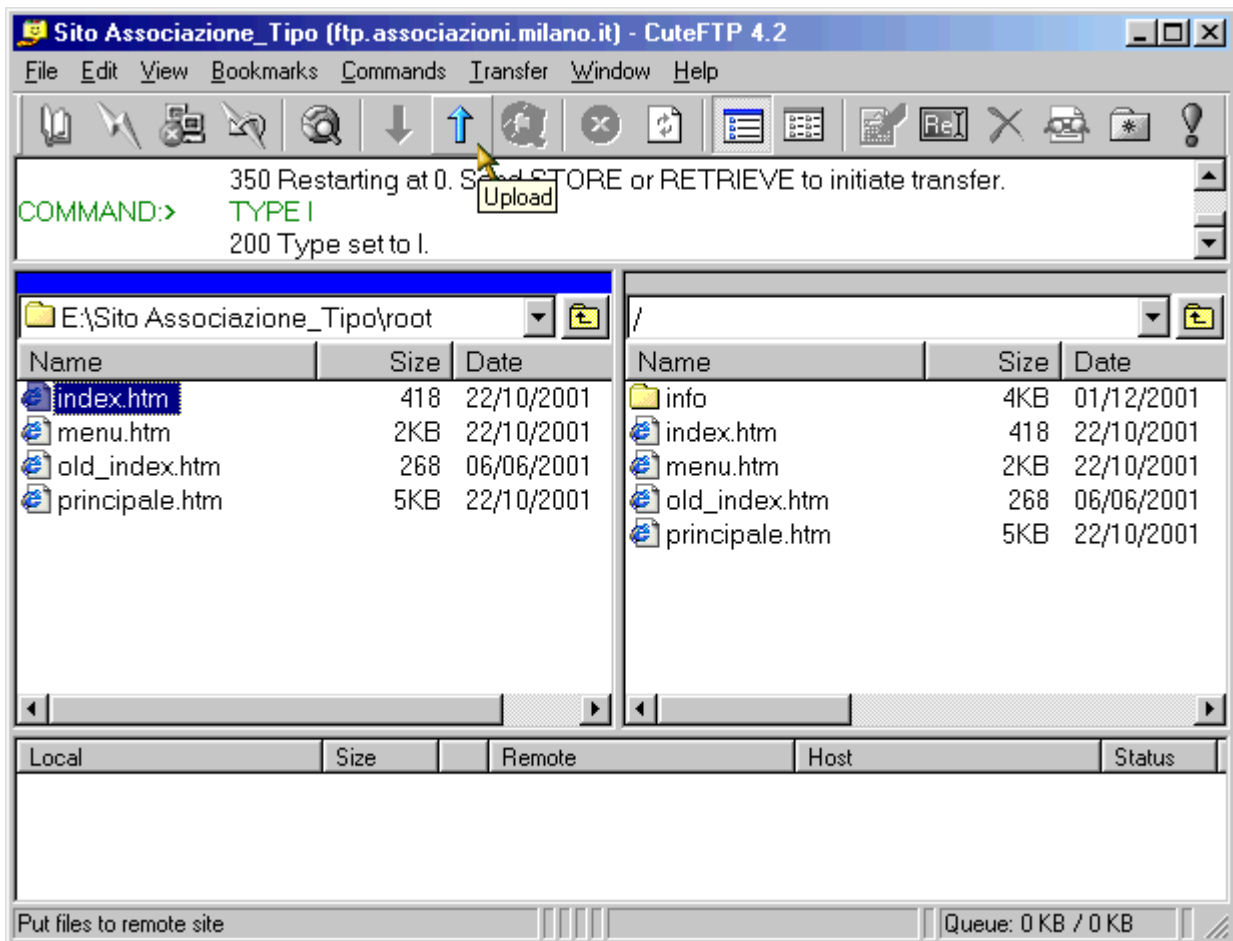 Sito Associazione_Tipo (ftp.associazioni.milano.it) - CuteFTP 4.2
File Edit View Bookmarks Commands Transfer Window Help
ReI
350 Restarting at 0. Send STORE or RETRIEVE to initiate transfer.
Upload
COMMAND:> TYPE I
200 Type set to I.
E:\Sito Associazione_Tipo\root /
Name Size Date Name Size Date
index.htm 418 22/10/2001 info 4KB 01/12/2001
menu.htm 2KB 22/10/2001 index.htm 418 22/10/2001
old_index.htm 268 06/06/2001 menu.htm 2KB 22/10/2001
principale.htm 5KB 22/10/2001 old_index.htm 268 06/06/2001
principale.htm 5KB 22/10/2001
Local Size Remote Host Status
Put files to remote site Queue: 0 KB / 0 KB